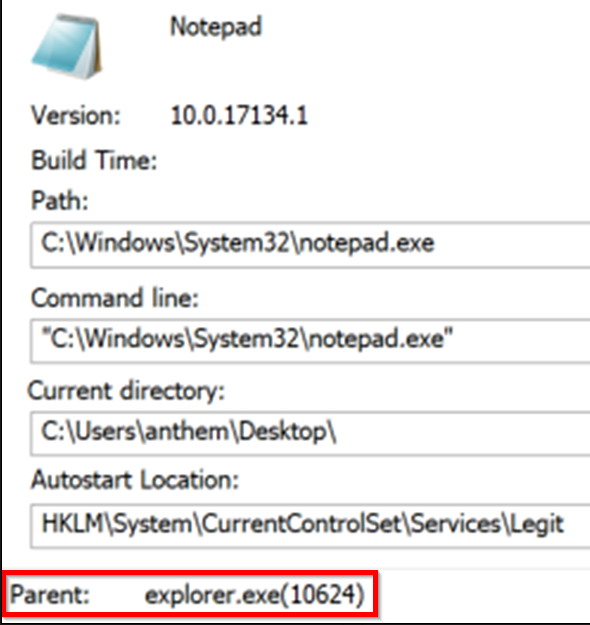 Notepad
Version: 10.0.17134.1
Build Time:
Path:
C:\Windows\System32\notepad.exe
Command line:
"C:\Windows\System32\notepad.exe"
Current directory:
C:\Users\anthem\Desktop\
Autostart Location:
HKLM\System\CurrentControlSet\Services\Legit
Parent: explorer.exe(10624)